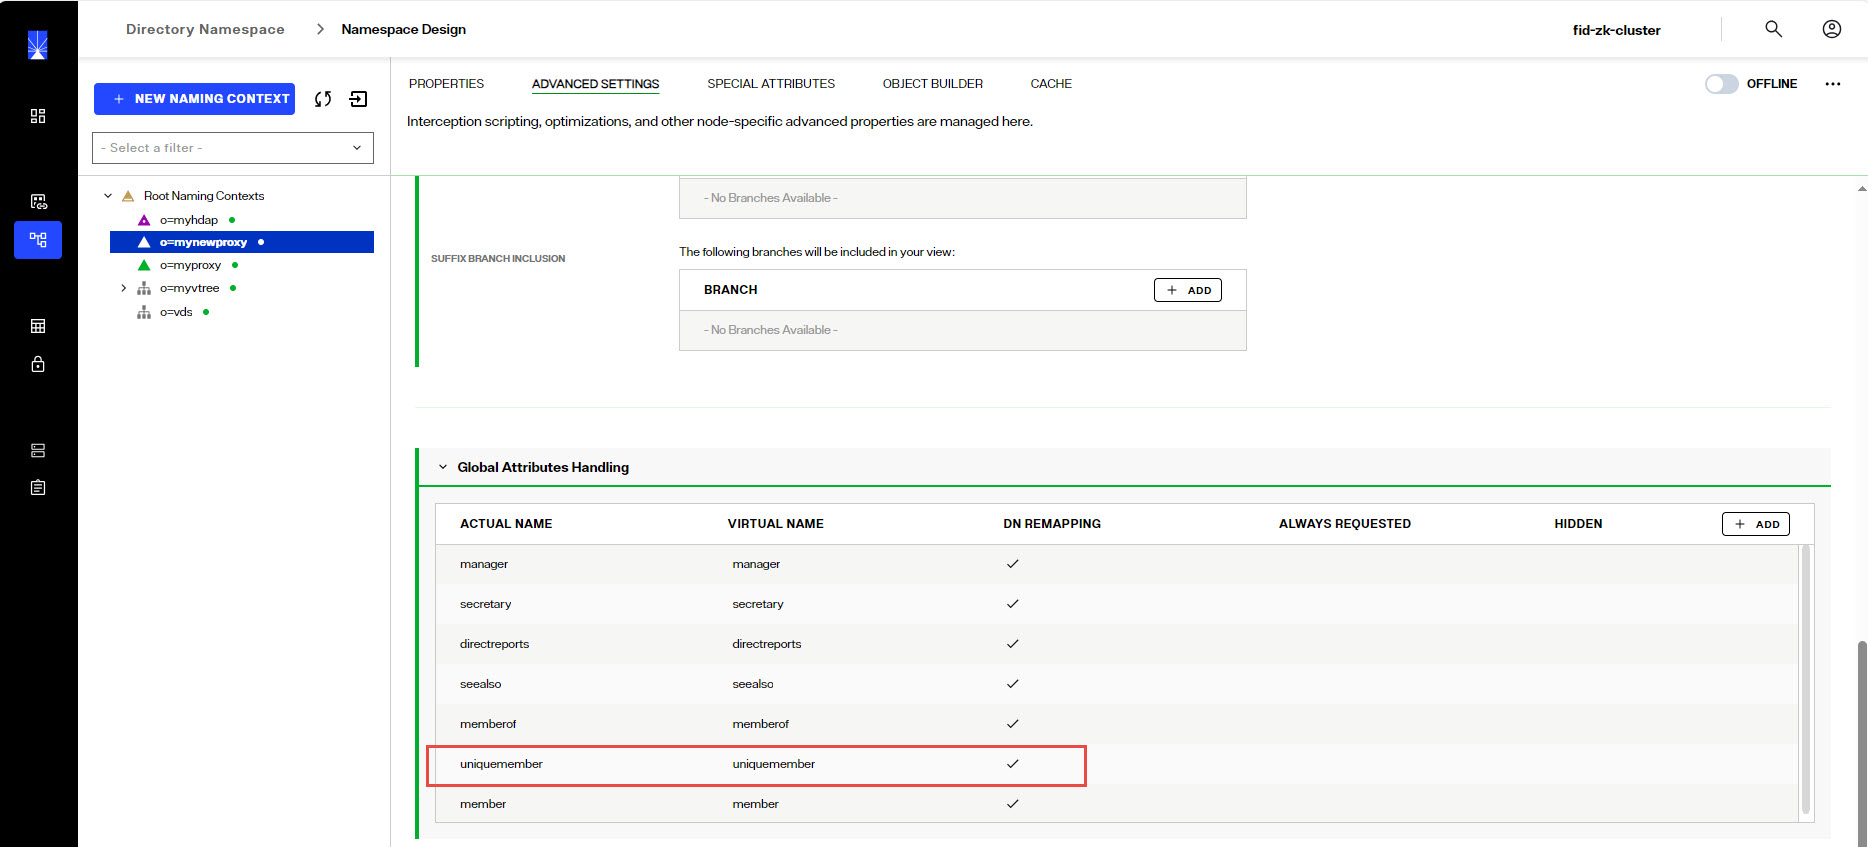 Directory Namespace > Namespace Design
fid-zk-cluster
+ NEW NAMING CONTEXT
- Select a filter -
Root Naming Contexts
o=myhdap
o=mynewproxy
o=myproxy
o=myvtree
o=vds
PROPERTIES ADVANCED SETTINGS SPECIAL ATTRIBUTES OBJECT BUILDER CACHE
OFFLINE
Interception scripting, optimizations, and other node-specific advanced properties are managed here.
- No Branches Available -
SUFFIX BRANCH INCLUSION
The following branches will be included in your view:
BRANCH + ADD
- No Branches Available -
Global Attributes Handling
ACTUAL NAME VIRTUAL NAME DN REMAPPING ALWAYS REQUESTED HIDDEN + ADD
manager manager ✓
secretary secretary ✓
directreports directreports ✓
seealso seealso ✓
memberof memberof ✓
uniquemember uniquemember ✓
member member ✓